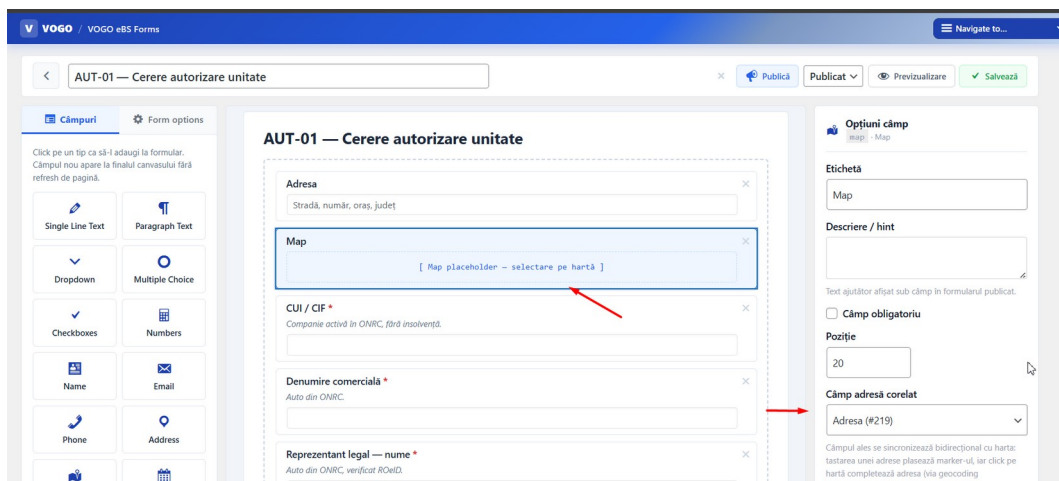 V VOGO / VOGO eBS Forms
Navigate to...
AUT-01 — Cerere autorizare unitate
Publică
Publicat
Previzualizare
Salvează
Câmpuri
Form options
Click pe un tip ca să-l
adaugi la formular.
Câmpul nou apare la
finalul canvasului fără
refresh de pagină.
Single Line Text
Paragraph Text
Dropdown
Multiple Choice
Checkboxes
Numbers
Name
Email
Phone
Address
AUT-01 — Cerere autorizare unitate
Adresa
Stradă, număr, oraș, județ
Map
[ Map placeholder — selectare pe hartă ]
CUI / CIF *
Companie activă în ONRC, fără insolvență.
Denumire comercială *
Auto din ONRC.
Reprezentant legal — nume *
Auto din ONRC, verificat ROeID.
Opțiuni câmp
map · Map
Etichetă
Map
Descriere / hint
Text ajutător afișat sub câmp în formularul publicat.
Câmp obligatoriu
Poziție
20
Câmp adresă corelat
Adresa (#219)
Câmpul ales se sincronizează bidirecțional cu harta:
tastarea unei adrese plasează marker-ul, iar click pe
hartă completează adresa (via geocoding